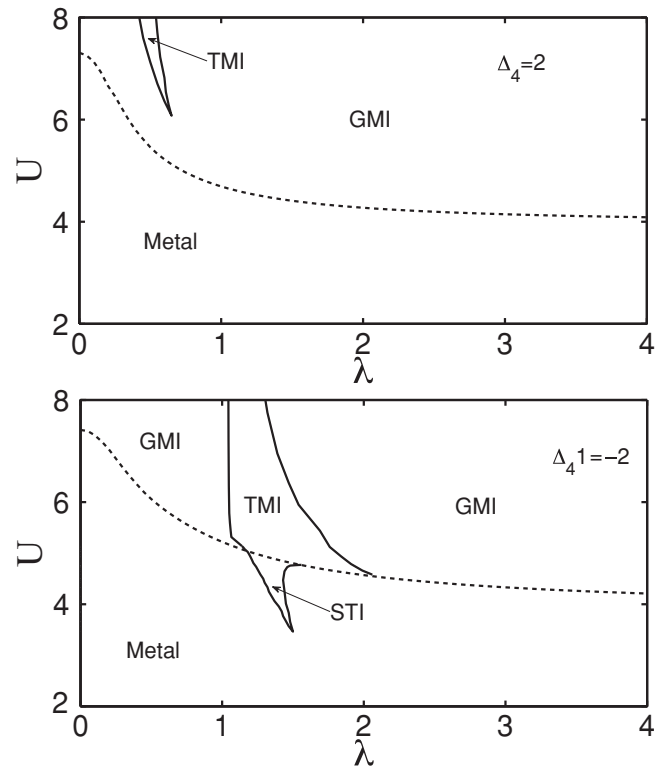 8
TMI
Δ₄=2
6
GMI
U
4
Metal
2
0 1 2 3 4
λ
8
GMI
Δ₄1=−2
6
TMI
GMI
U
4
STI
Metal
2
0 1 2 3 4
λ